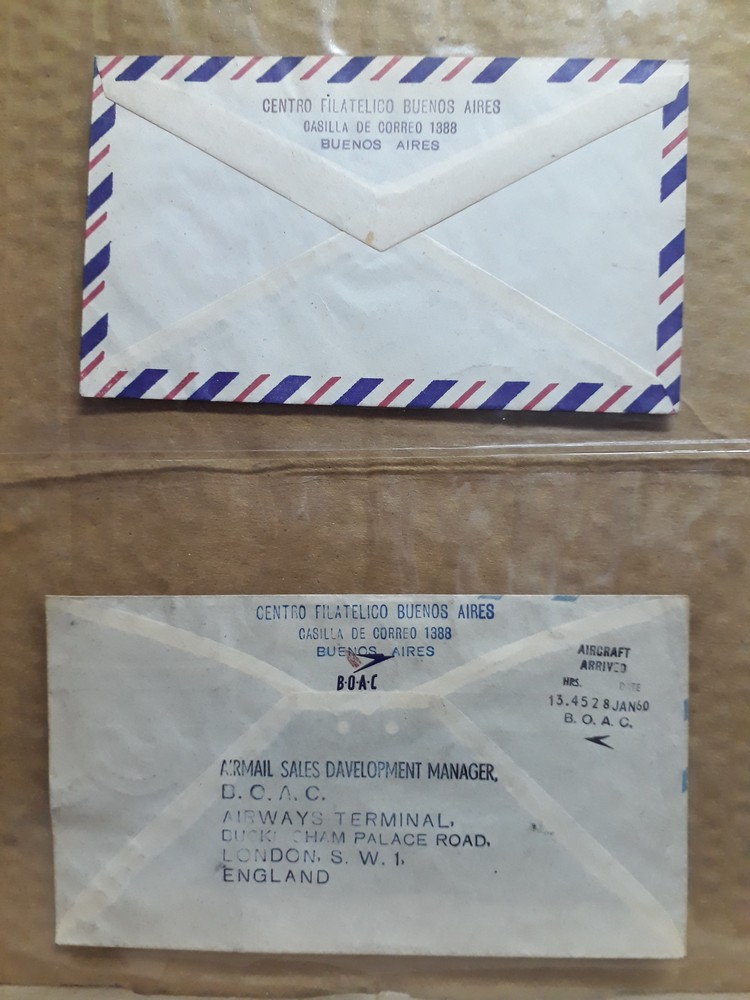 CENTRO FILATELICO BUENOS AIRES
CASILLA DE CORREO 1388
BUENOS AIRES
CENTRO FILATELICO BUENOS AIRES
CASILLA DE CORREO 1388
BUENOS AIRES
B·O·A·C
AIRCRAFT
ARRIVED
HRS. DATE
13.45 28 JAN 60
B. O. A. C.
AIRMAIL SALES DAVELOPMENT MANAGER,
B. O. A. C.
AIRWAYS TERMINAL,
BUCKINGHAM PALACE ROAD,
LONDON, S. W. 1,
ENGLAND